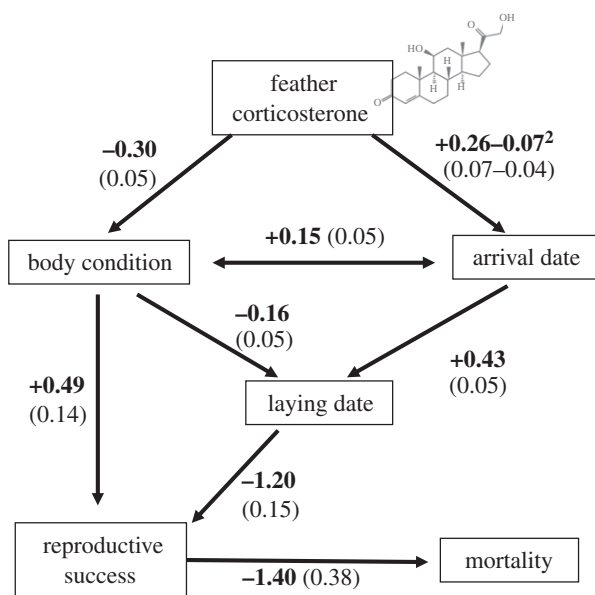 OH
O
HO
H
H
H
O
feather
corticosterone
–0.30
(0.05)
+0.26–0.07²
(0.07–0.04)
+0.15 (0.05)
body condition
arrival date
–0.16
(0.05)
+0.49
(0.14)
+0.43
(0.05)
laying date
–1.20
(0.15)
reproductive
success
–1.40 (0.38)
mortality